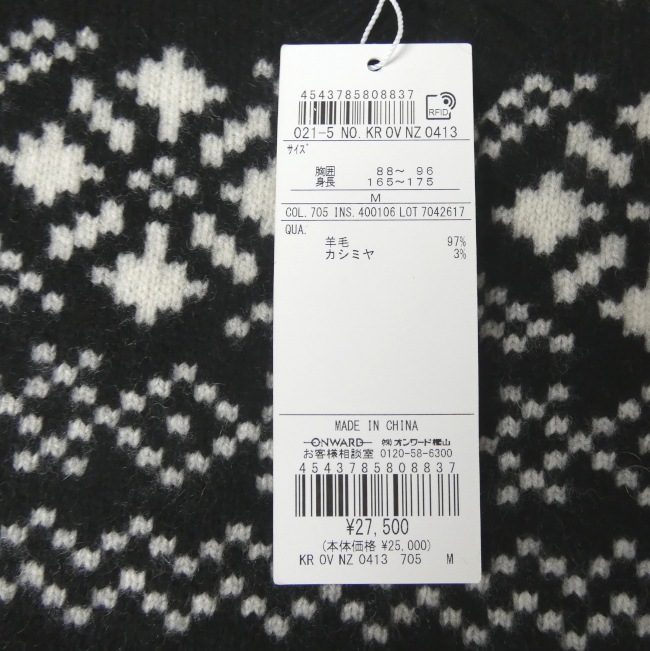 4543785808837
RFID
021-5 NO. KR OV NZ 0413
サイズ
胸囲 88～ 96
身長 165～175
M
COL. 705 INS. 400106 LOT 7042617
QUA:
羊毛 97%
カシミヤ 3%
MADE IN CHINA
ONWARD ㈱オンワード樫山
お客様相談室 0120-58-6300
4543785808837
¥27,500
(本体価格 ¥25,000)
KR OV NZ 0413 705 M